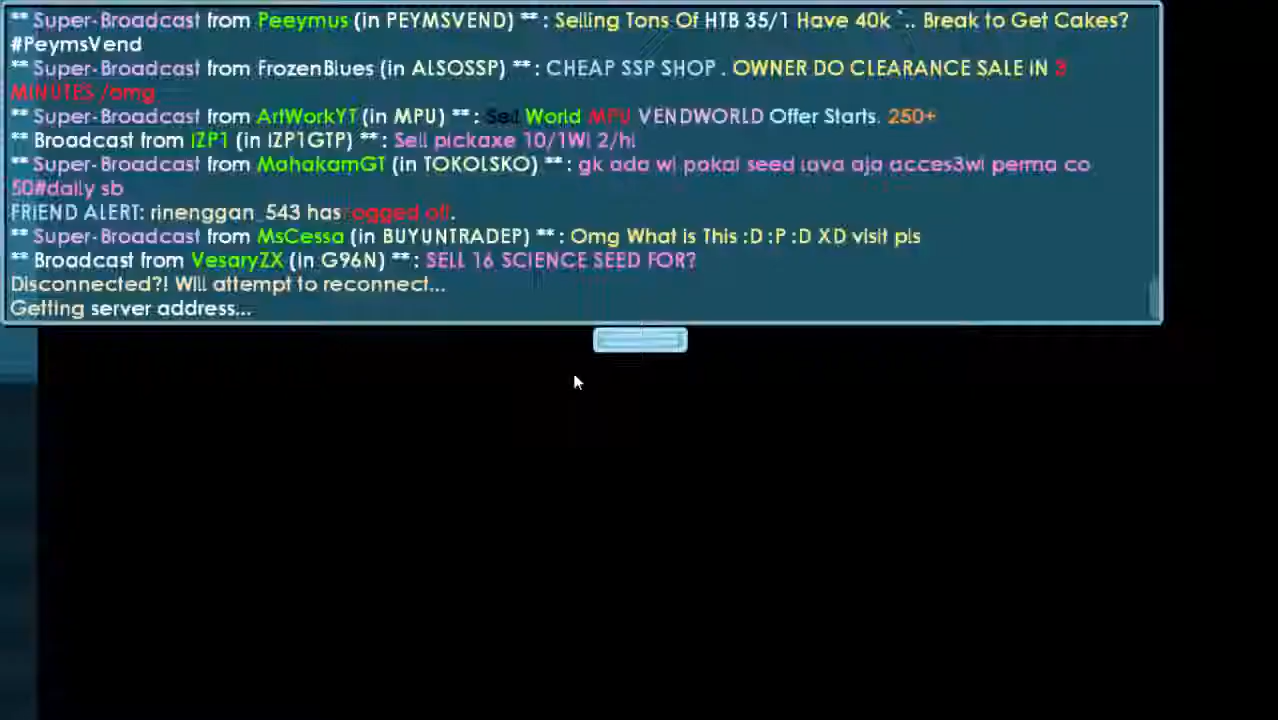 ** Super-Broadcast from Peeymus (in PEYMSVEND) ** : Selling Tons Of HTB 35/1 Have 40k `.. Break to Get Cakes?
#PeymsVend
** Super-Broadcast from FrozenBlues (in ALSOSSP) ** : CHEAP SSP SHOP . OWNER DO CLEARANCE SALE IN 3
MINUTES /omg
** Super-Broadcast from ArtWorkYT (in MPU) ** : Sell World MPU VENDWORLD Offer Starts. 250+
** Broadcast from IZP1 (in IZP1GTP) ** : Sell pickaxe 10/1Wl 2/hl
** Super-Broadcast from MahakamGT (in TOKOLSKO) ** : gk ada wl pakai seed lava aja acces3wl perma co
50#daily sb
FRIEND ALERT: rinenggan_543 has logged off.
** Super-Broadcast from MsCessa (in BUYUNTRADEP) ** : Omg What is This :D :P :D XD visit pls
** Broadcast from VesaryZX (in G96N) ** : SELL 16 SCIENCE SEED FOR?
Disconnected?! Will attempt to reconnect...
Getting server address...